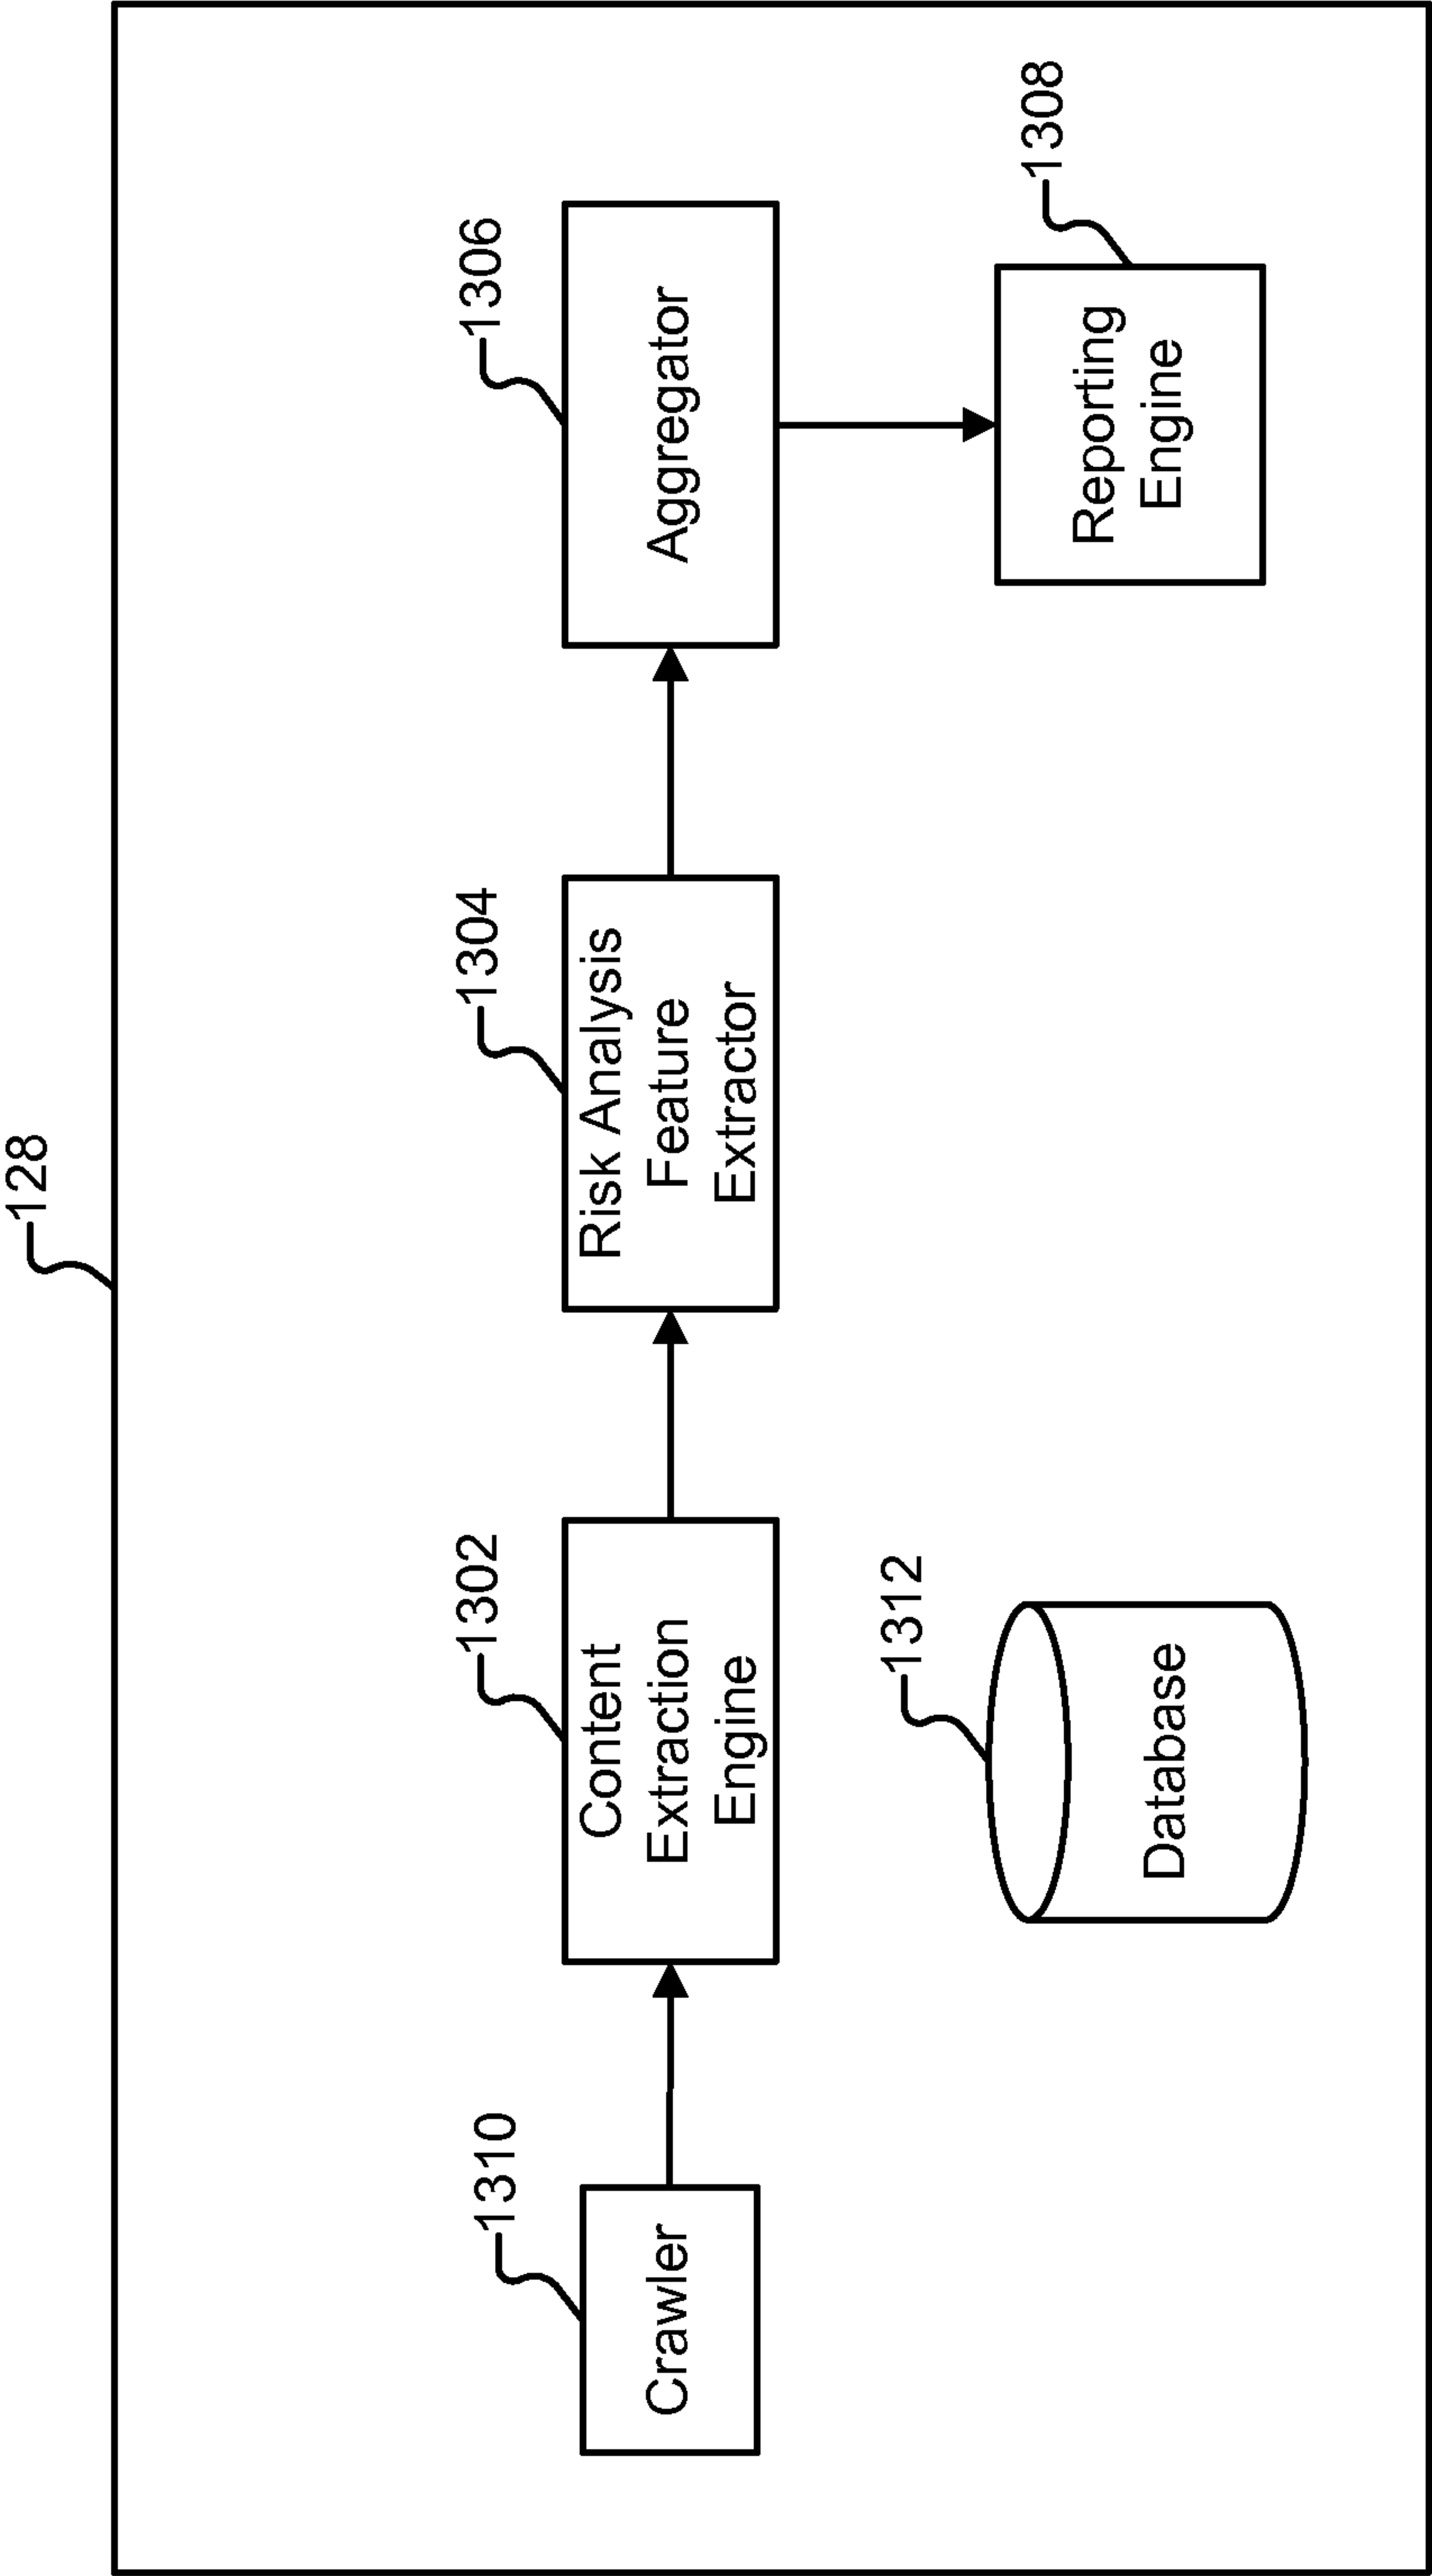 128
1310
Crawler
1302
Content
Extraction
Engine
1304
Risk Analysis
Feature
Extractor
1306
Aggregator
1312
Database
1308
Reporting
Engine